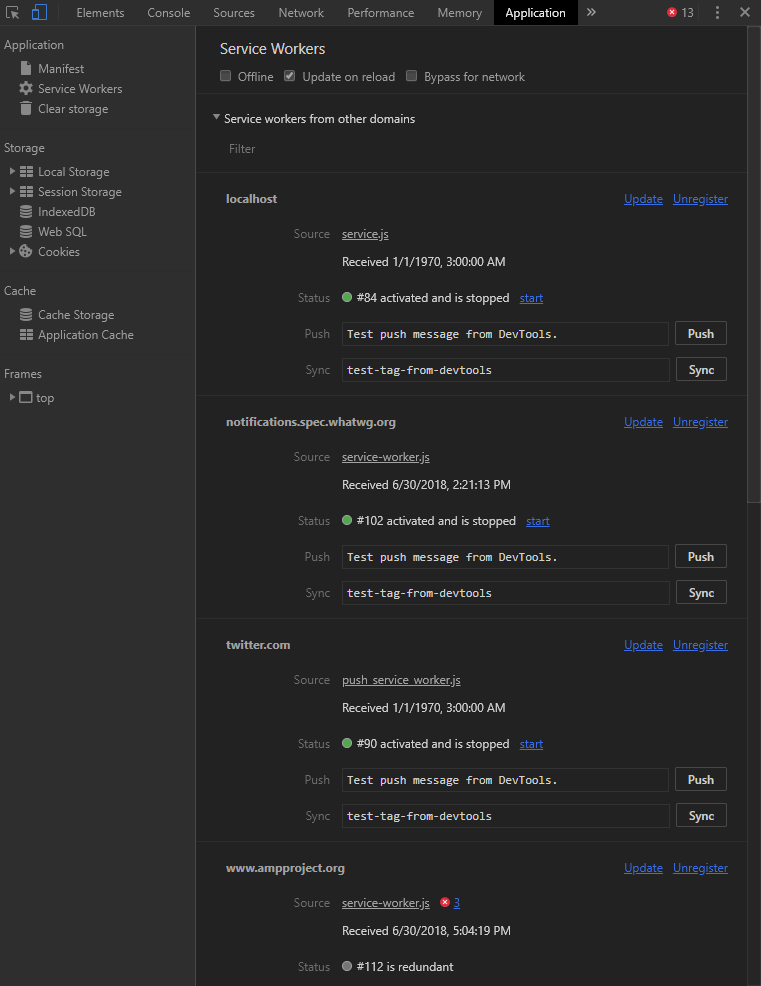 Elements Console Sources Network Performance Memory Application » 13
Application
Manifest
Service Workers
Clear storage
Storage
Local Storage
Session Storage
IndexedDB
Web SQL
Cookies
Cache
Cache Storage
Application Cache
Frames
top
Service Workers
Offline Update on reload Bypass for network
Service workers from other domains
Filter
localhost Update Unregister
Source service.js
Received 1/1/1970, 3:00:00 AM
Status #84 activated and is stopped start
Push Test push message from DevTools. Push
Sync test-tag-from-devtools Sync
notifications.spec.whatwg.org Update Unregister
Source service-worker.js
Received 6/30/2018, 2:21:13 PM
Status #102 activated and is stopped start
Push Test push message from DevTools. Push
Sync test-tag-from-devtools Sync
twitter.com Update Unregister
Source push_service_worker.js
Received 1/1/1970, 3:00:00 AM
Status #90 activated and is stopped start
Push Test push message from DevTools. Push
Sync test-tag-from-devtools Sync
www.ampproject.org Update Unregister
Source service-worker.js 3
Received 6/30/2018, 5:04:19 PM
Status #112 is redundant